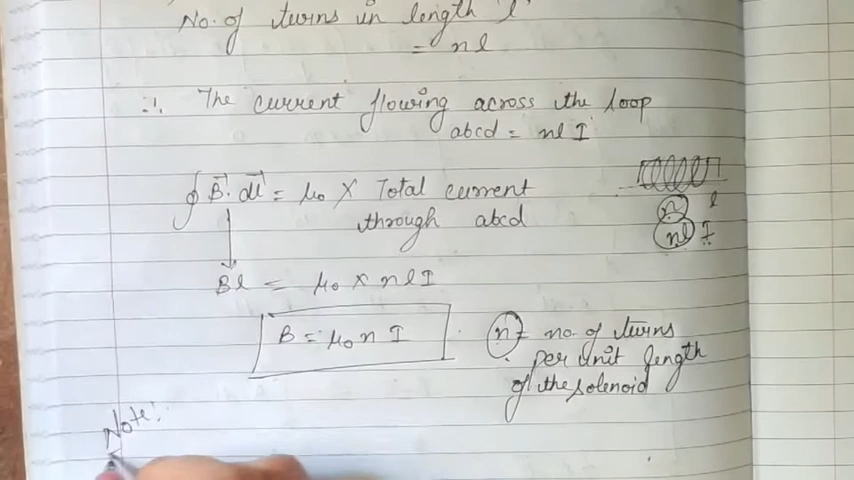 No. of turns in length 'l'
= nl
∴ The current flowing across the loop
abcd = nl I
∮ B⃗. dl⃗ = μ₀ X Total current
through abcd
l
n
nl I
Bl = μ₀ × nlI
B = μ₀ n I
n = no. of turns
per unit length
of the solenoid
Note: